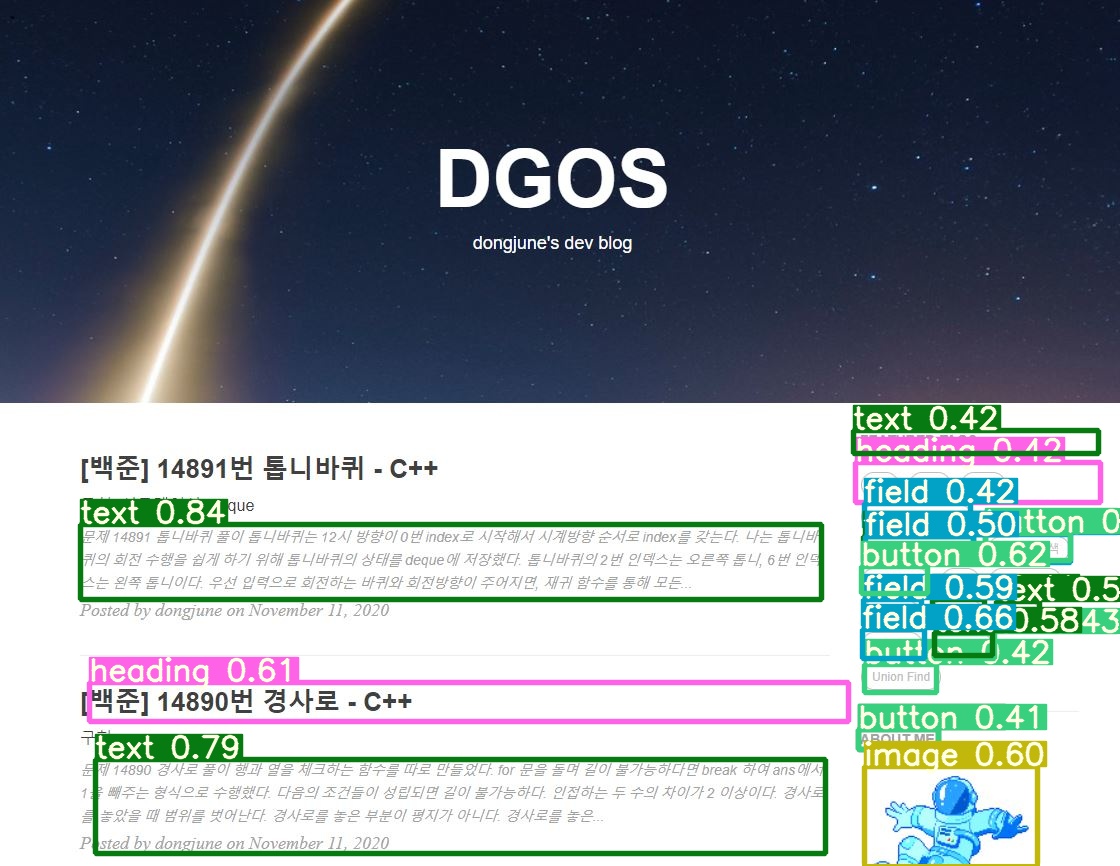 DGOS
dongjune's dev blog
text 0.42
heading 0.42
[백준] 14891번 톱니바퀴 - C++
field 0.42
que
text 0.84
field 0.50
button 0.62
문제 14891 톱니바퀴 풀이 톱니바퀴는 12시 방향이 0번 index로 시작해서 시계방향 순서로 index를 갖는다. 나는 톱니바
퀴의 회전 수행을 쉽게 하기 위해 톱니바퀴의 상태를 deque에 저장했다. 톱니바퀴의 2번 인덱스는 오른쪽 톱니, 6번 인덱
스는 왼쪽 톱니이다. 우선 입력으로 회전하는 바퀴와 회전방향이 주어지면, 재귀 함수를 통해 모든...
Posted by dongjune on November 11, 2020
field 0.59
field 0.66
0.58
button 0.42
Union Find
heading 0.61
[백준] 14890번 경사로 - C++
button 0.41
ABOUT ME
text 0.79
image 0.60
문제 14890 경사로 풀이 행과 열을 체크하는 함수를 따로 만들었다. for 문을 돌며 길이 불가능하다면 break 하여 ans에서
1을 빼주는 형식으로 수행했다. 다음의 조건들이 성립되면 길이 불가능하다. 인접하는 두 수의 차이가 2 이상이다. 경사로
를 놓았을 때 범위를 벗어난다. 경사로를 놓은 부분이 평지가 아니다. 경사로를 놓은...
Posted by dongjune on November 11, 2020